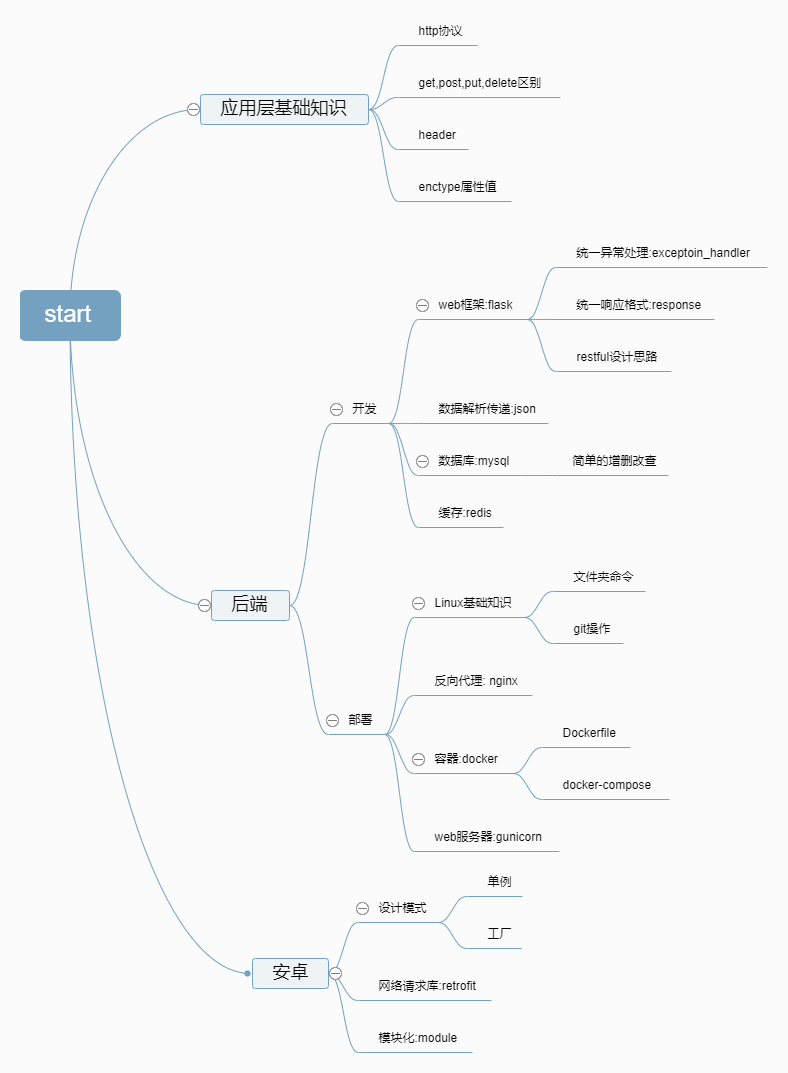 start
应用层基础知识
http协议
get,post,put,delete区别
header
enctype属性值
后端
开发
web框架:flask
统一异常处理:exceptoin_handler
统一响应格式:response
restful设计思路
数据解析传递:json
数据库:mysql
简单的增删改查
缓存:redis
部署
Linux基础知识
文件夹命令
git操作
反向代理: nginx
容器:docker
Dockerfile
docker-compose
web服务器:gunicorn
安卓
设计模式
单例
工厂
网络请求库:retrofit
模块化:module